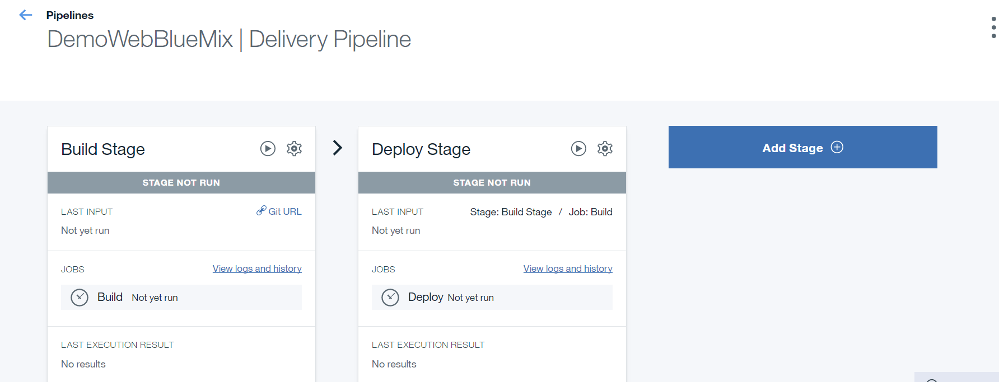 Pipelines
DemoWebBlueMix | Delivery Pipeline
Build Stage
STAGE NOT RUN
LAST INPUT
Git URL
Not yet run
JOBS
View logs and history
Build Not yet run
LAST EXECUTION RESULT
No results
Deploy Stage
STAGE NOT RUN
LAST INPUT
Stage: Build Stage / Job: Build
Not yet run
JOBS
View logs and history
Deploy Not yet run
LAST EXECUTION RESULT
No results
Add Stage